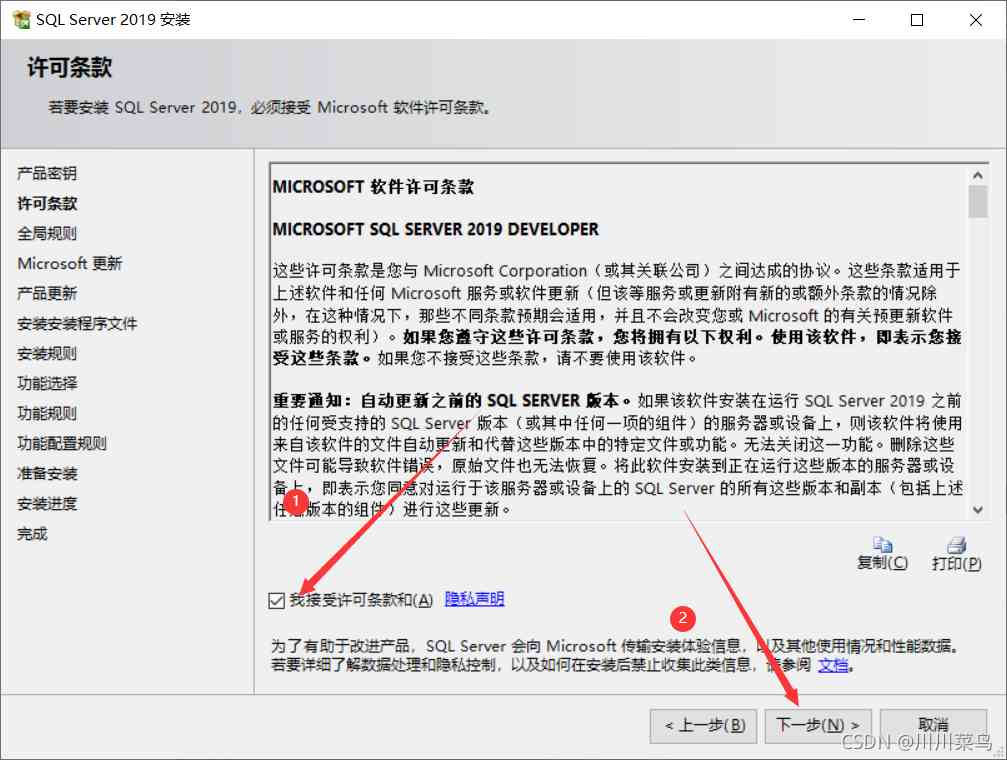 SQL Server 2019 安装
许可条款
若要安装 SQL Server 2019，必须接受 Microsoft 软件许可条款。
产品密钥
许可条款
全局规则
Microsoft 更新
产品更新
安装安装程序文件
安装规则
功能选择
功能规则
功能配置规则
准备安装
安装进度
完成
MICROSOFT 软件许可条款
MICROSOFT SQL SERVER 2019 DEVELOPER
这些许可条款是您与 Microsoft Corporation（或其关联公司）之间达成的协议。这些条款适用于
上述软件和任何 Microsoft 服务或软件更新（但该等服务或更新附有新的或额外条款的情况除
外，在这种情况下，那些不同条款预期会适用，并且不会改变您或 Microsoft 的有关预更新软件
或服务的权利）。如果您遵守这些许可条款，您将拥有以下权利。使用该软件，即表示您接
受这些条款。如果您不接受这些条款，请不要使用该软件。
重要通知：自动更新之前的 SQL SERVER 版本。如果该软件安装在运行 SQL Server 2019 之前
的任何受支持的 SQL Server 版本（或其中任何一项的组件）的服务器或设备上，则该软件将使用
来自该软件的文件自动更新和代替这些版本中的特定文件或功能。无法关闭这一功能。删除这些
文件可能导致软件错误，原始文件也无法恢复。将此软件安装到正在运行这些版本的服务器或设
备上，即表示您同意对运行于该服务器或设备上的 SQL Server 的所有这些版本和副本（包括上述
任 版本的组件）进行这些更新。
1
复制(C) 打印(P)
我接受许可条款和(A) 隐私声明
2
为了有助于改进产品，SQL Server 会向 Microsoft 传输安装体验信息，以及其他使用情况和性能数据。
若要详细了解数据处理和隐私控制，以及如何在安装后禁止收集此类信息，请参阅 文档。
< 上一步(B) 下一步(N) > 取消
CSDN @川川菜鸟